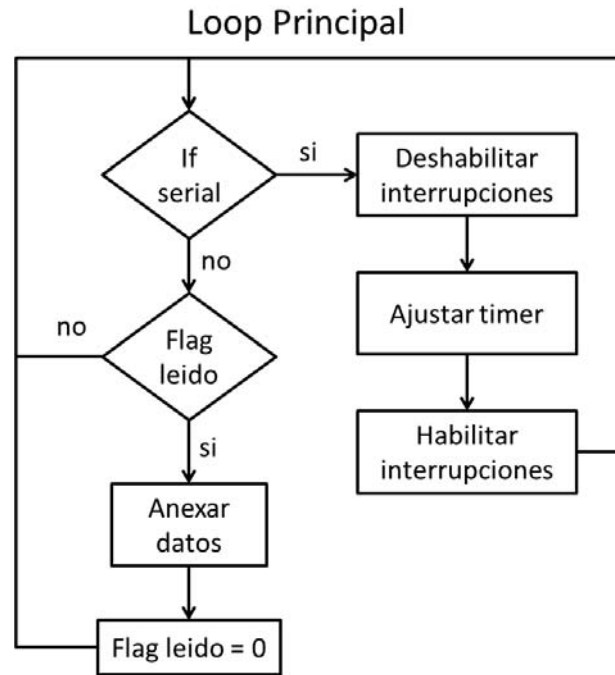 Loop Principal
If
serial
si
Deshabilitar
interrupciones
no
Ajustar timer
no
Flag
leido
si
Habilitar
interrupciones
Anexar
datos
Flag leido = 0